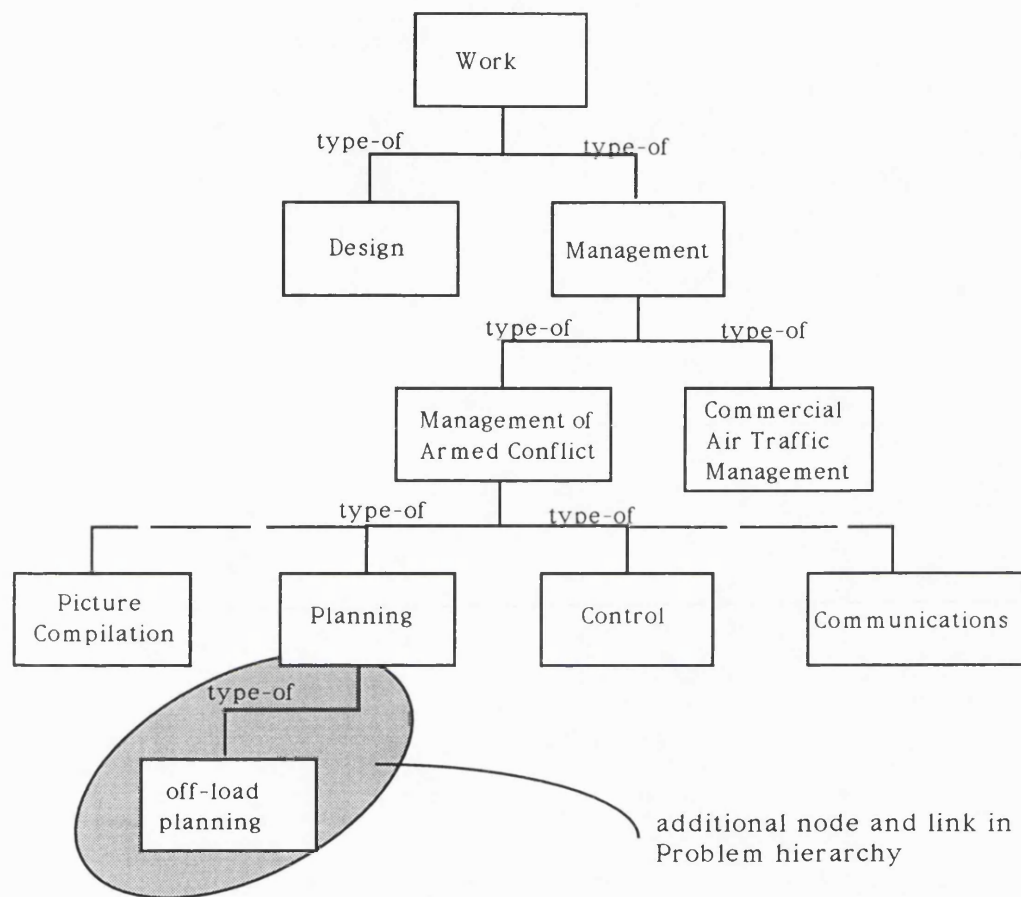 Work
type-of
type-of
Design
Management
type-of
type-of
Management of
Armed Conflict
Commercial
Air Traffic
Management
type-of
type-of
Picture
Compilation
Planning
Control
Communications
type-of
off-load
planning
additional node and link in
Problem hierarchy